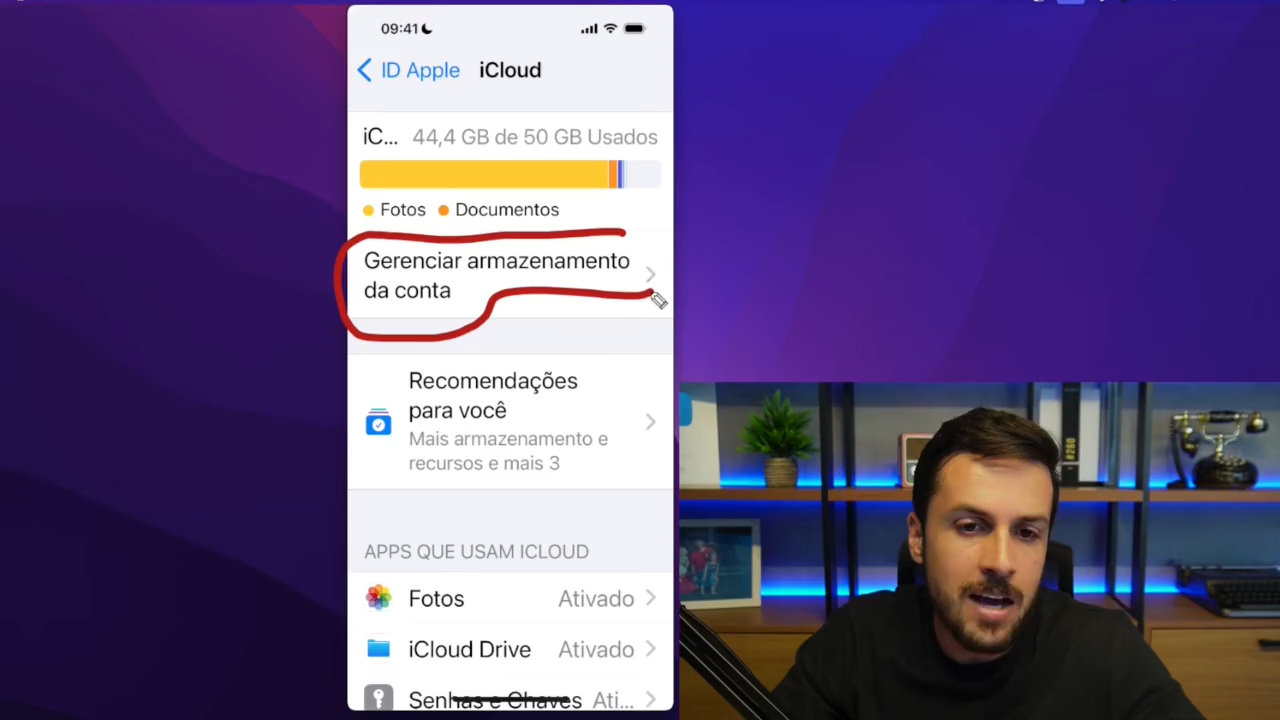 09:41
ID Apple iCloud
iC... 44,4 GB de 50 GB Usados
Fotos Documentos
Gerenciar armazenamento
da conta
Recomendações
para você
Mais armazenamento e
recursos e mais 3
APPS QUE USAM ICLOUD
Fotos Ativado
iCloud Drive Ativado
Senhas e Chaves Ati...